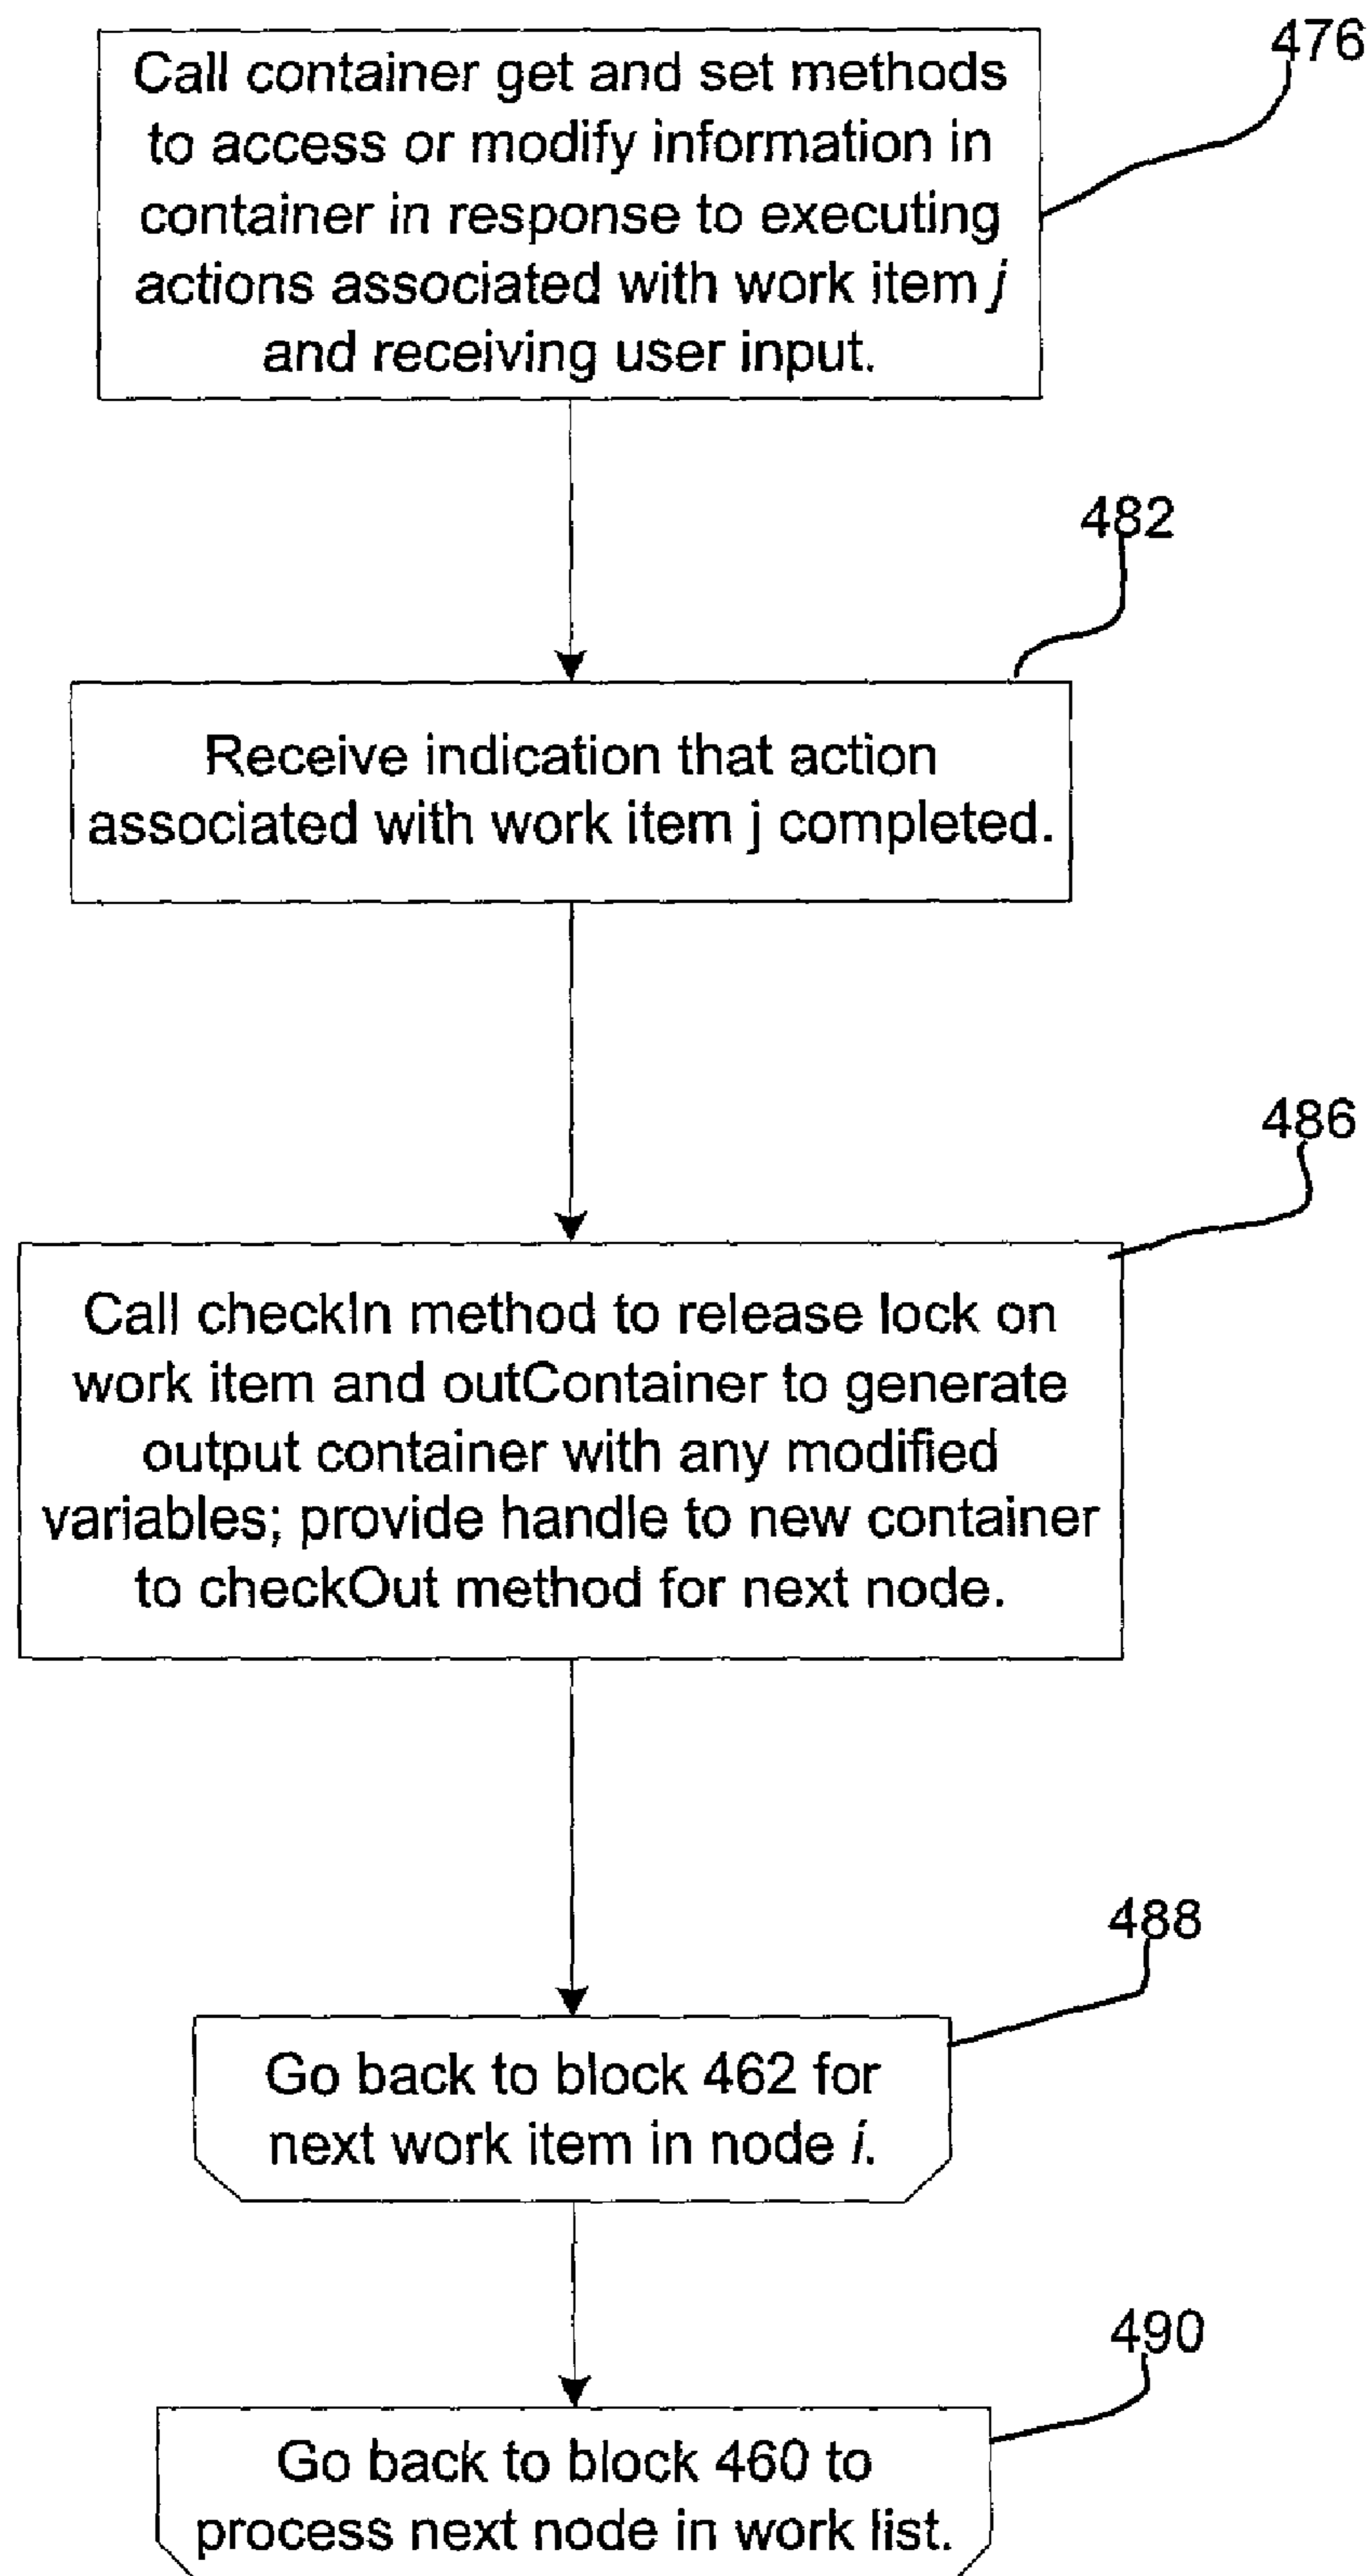 476
Call container get and set methods
to access or modify information in
container in response to executing
actions associated with work item j
and receiving user input.
482
Receive indication that action
associated with work item j completed.
486
Call checkIn method to release lock on
work item and outContainer to generate
output container with any modified
variables; provide handle to new container
to checkOut method for next node.
488
Go back to block 462 for
next work item in node i.
490
Go back to block 460 to
process next node in work list.